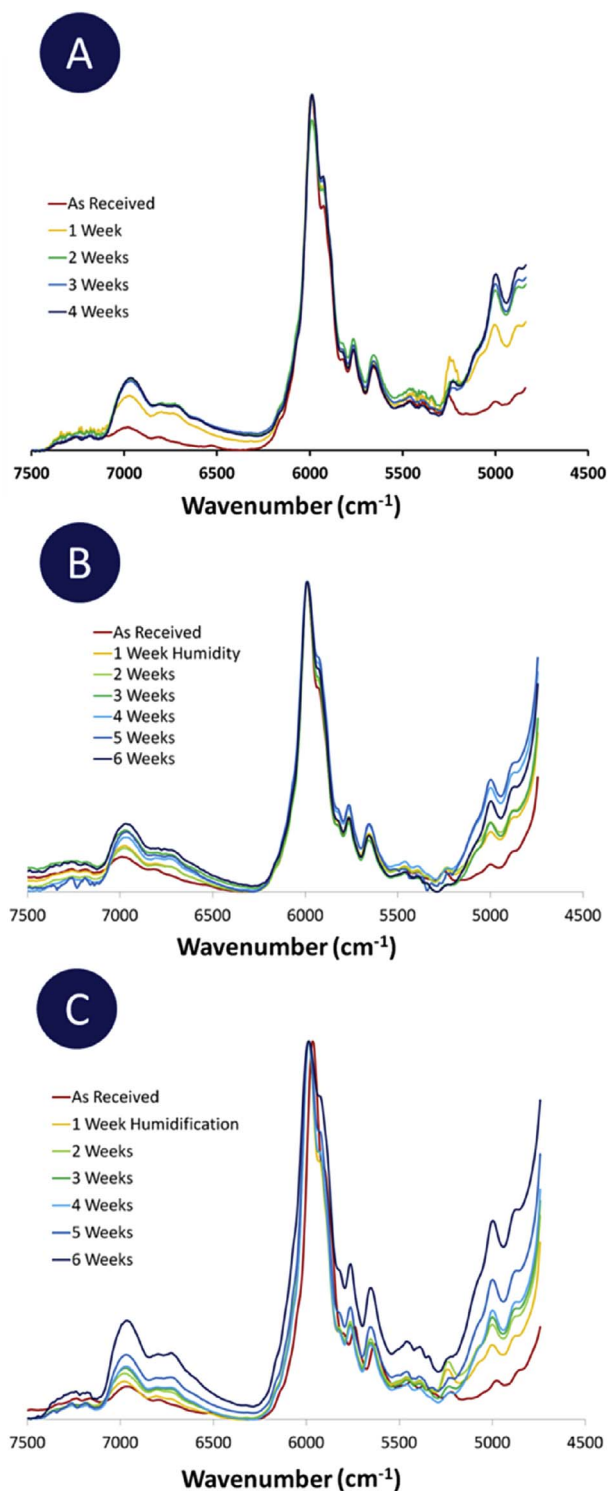 A
As Received
1 Week
2 Weeks
3 Weeks
4 Weeks
7500 7000 6500 6000 5500 5000 4500
Wavenumber (cm⁻¹)
B
As Received
1 Week Humidity
2 Weeks
3 Weeks
4 Weeks
5 Weeks
6 Weeks
7500 7000 6500 6000 5500 5000 4500
Wavenumber (cm⁻¹)
C
As Received
1 Week Humidification
2 Weeks
3 Weeks
4 Weeks
5 Weeks
6 Weeks
7500 7000 6500 6000 5500 5000 4500
Wavenumber (cm⁻¹)